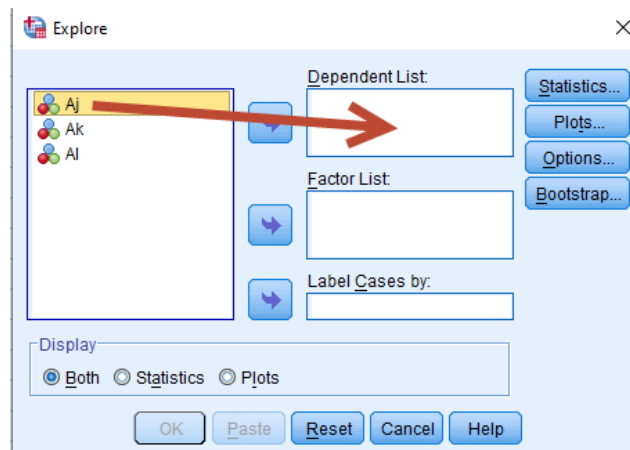 Explore
Dependent List:
Statistics...
Aj
Plots...
Ak
Al
Options...
Factor List:
Bootstrap...
Label Cases by:
Display
Both Statistics Plots
OK Paste Reset Cancel Help